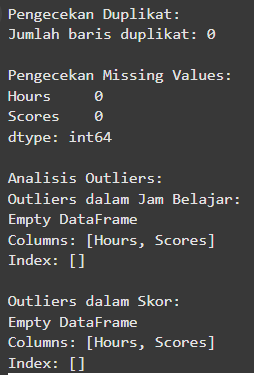 Pengecekan Duplikat:
Jumlah baris duplikat: 0

Pengecekan Missing Values:
Hours     0
Scores    0
dtype: int64

Analisis Outliers:
Outliers dalam Jam Belajar:
Empty DataFrame
Columns: [Hours, Scores]
Index: []

Outliers dalam Skor:
Empty DataFrame
Columns: [Hours, Scores]
Index: []